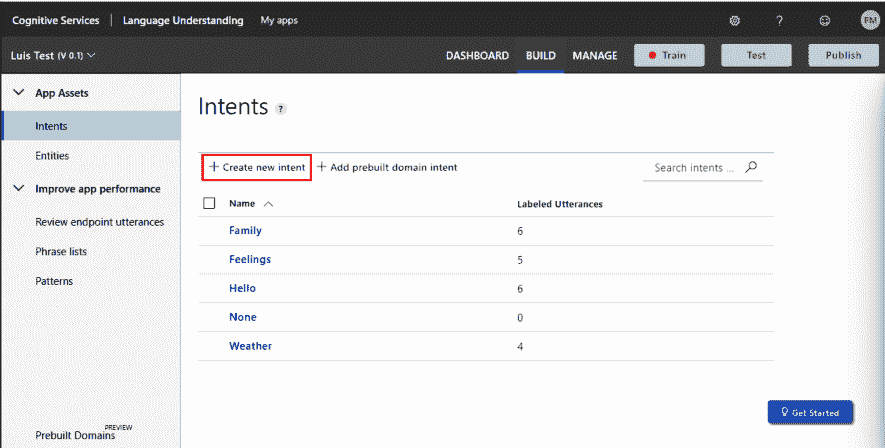 Cognitive Services | Language Understanding My apps ? PM
Luis Test (V 0.1) DASHBOARD BUILD MANAGE Train Test Publish
App Assets
Intents
Entities
Improve app performance
Review endpoint utterances
Phrase lists
Patterns
Prebuilt Domains PREVIEW
Intents ?
+ Create new intent + Add prebuilt domain intent Search intents ...
Name Labeled Utterances
Family 6
Feelings 5
Hello 6
None 0
Weather 4
Get Started